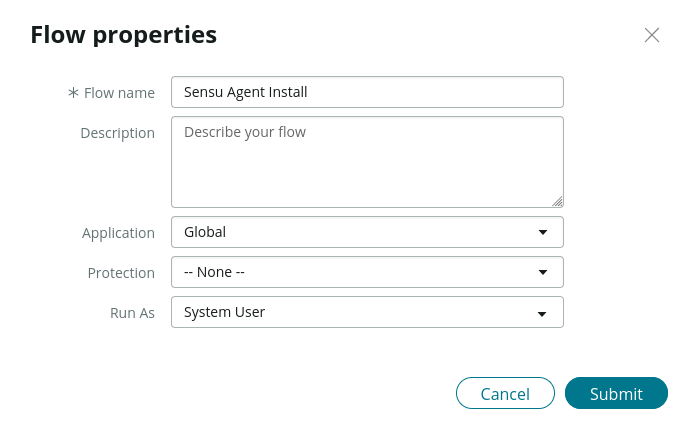 Flow properties
* Flow name
Sensu Agent Install
Description
Describe your flow
Application
Global
Protection
-- None --
Run As
System User
Cancel
Submit